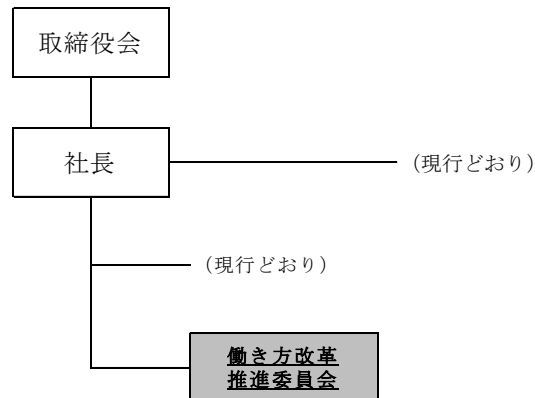 取締役会
社長
（現行どおり）
（現行どおり）
働き方改革
推進委員会